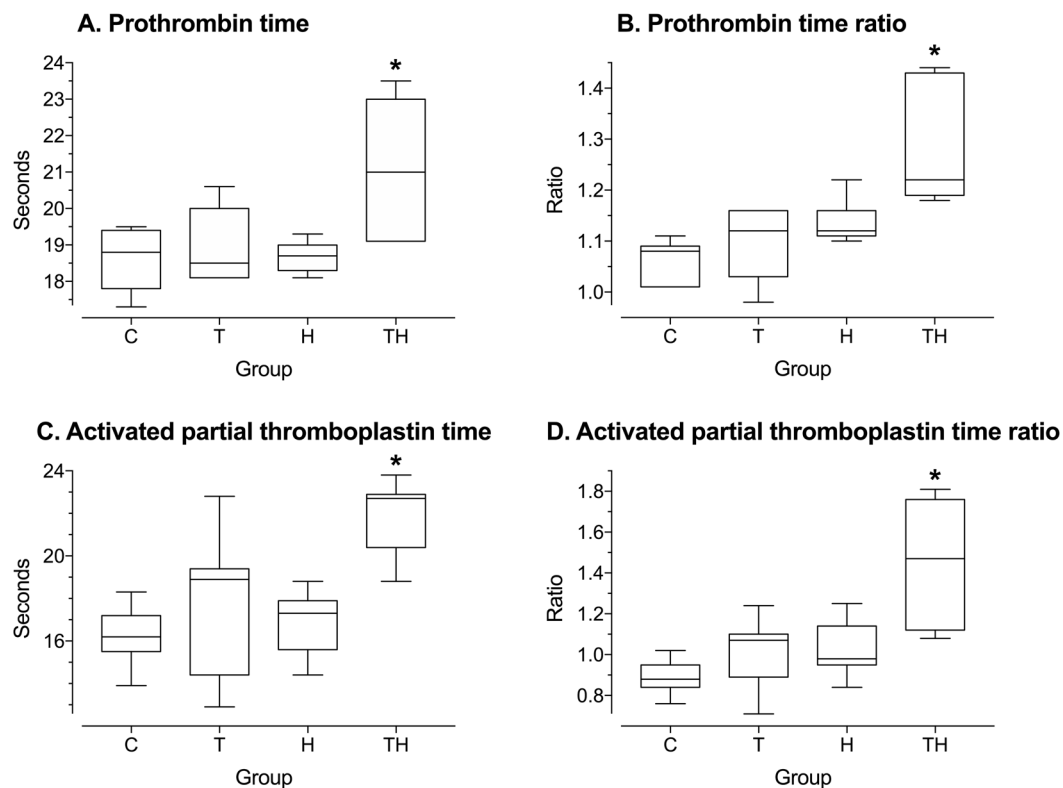 A. Prothrombin time
*
24
23
22
21
20
19
18
Seconds
C T H TH
Group
B. Prothrombin time ratio
*
1.4
1.3
1.2
1.1
1.0
Ratio
C T H TH
Group
C. Activated partial thromboplastin time
*
24
20
16
Seconds
C T H TH
Group
D. Activated partial thromboplastin time ratio
*
1.8
1.6
1.4
1.2
1.0
0.8
Ratio
C T H TH
Group